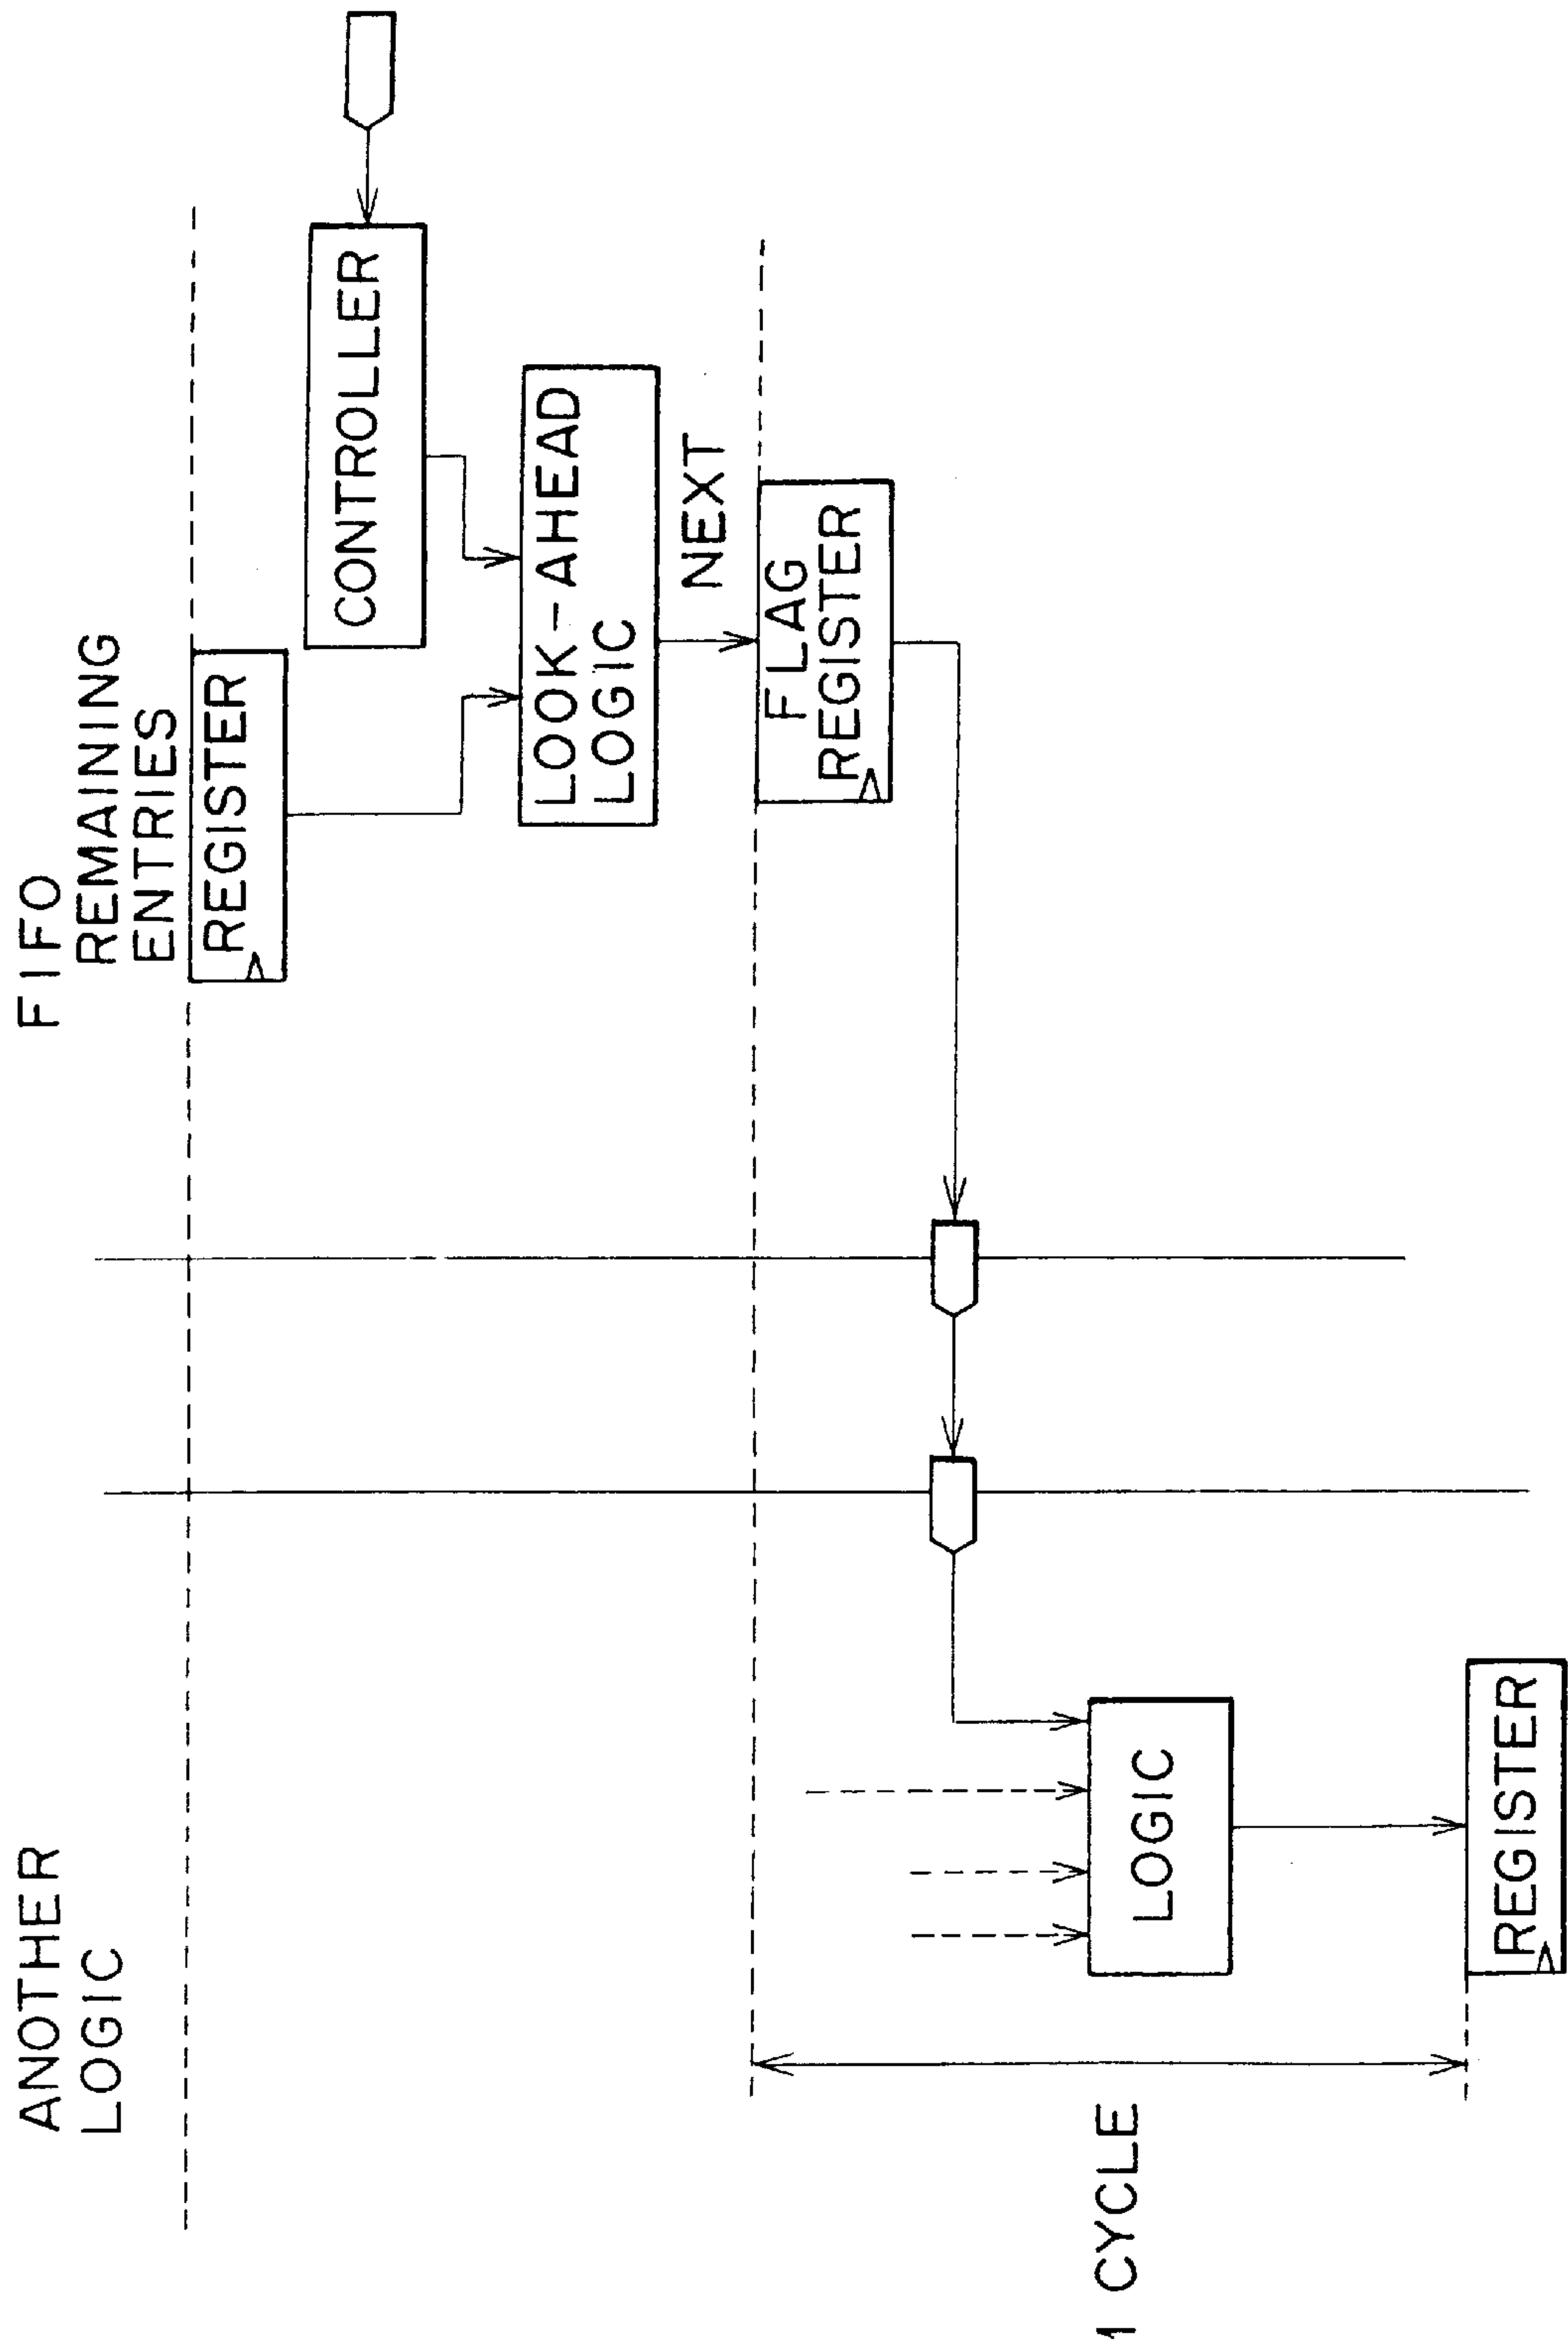 ANOTHER
LOGIC
FIFO
REMAINING
ENTRIES
REGISTER
CONTROLLER
LOOK-AHEAD
LOGIC
NEXT
FLAG
REGISTER
LOGIC
REGISTER
1 CYCLE